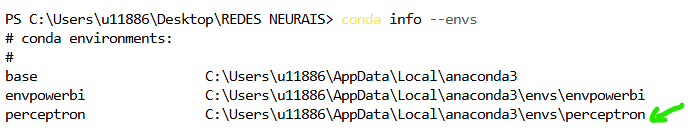 PS C:\Users\u11886\Desktop\REDES NEURAIS> conda info --envs
# conda environments:
#
base                     C:\Users\u11886\AppData\Local\anaconda3
envpowerbi               C:\Users\u11886\AppData\Local\anaconda3\envs\envpowerbi
perceptron               C:\Users\u11886\AppData\Local\anaconda3\envs\perceptron